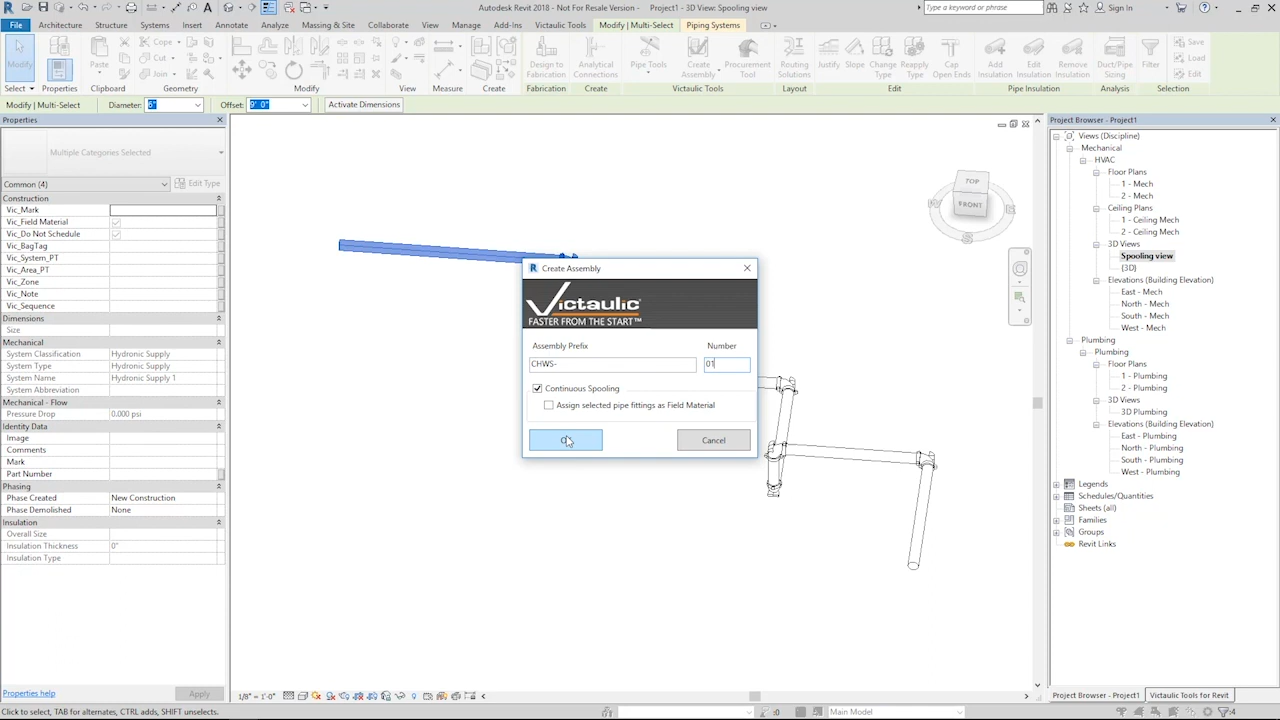 Autodesk Revit 2018 - Not For Resale Version - Project1 - 3D View: Spooling view
Type a keyword or phrase
Sign In
File Architecture Structure Systems Insert Annotate Analyze Massing & Site Collaborate View Manage Add-Ins Victaulic Tools Modify | Multi-Select Piping Systems
Modify
Properties
Paste
Cope
Cut
Join
Design to Fabrication
Analytical Connections
Pipe Tools
Create Assembly
Procurement Tool
Routing Solutions
Justify
Slope
Change Type
Reapply Type
Cap Open Ends
Add Insulation
Edit Insulation
Remove Insulation
Duct/Pipe Sizing
Filter
Save
Load
Edit
Select Properties Clipboard Geometry Modify View Measure Create Fabrication Create Victaulic Tools Layout Edit Pipe Insulation Analysis Selection
Modify | Multi-Select Diameter: 6" Offset: 9' 0" Activate Dimensions
Properties
Multiple Categories Selected
Common (4) Edit Type
Construction
Vic_Mark
Vic_Field Material
Vic_Do Not Schedule
Vic_BagTag
Vic_System_PT
Vic_Area_PT
Vic_Zone
Vic_Note
Vic_Sequence
Dimensions
Size
Mechanical
System Classification Hydronic Supply
System Type Hydronic Supply
System Name Hydronic Supply 1
System Abbreviation
Mechanical - Flow
Pressure Drop 0.000 psi
Identity Data
Image
Comments
Mark
Part Number
Phasing
Phase Created New Construction
Phase Demolished None
Insulation
Overall Size
Insulation Thickness 0"
Insulation Type
Properties help
Apply
TOP
FRONT
W
S
Create Assembly
Victaulic
FASTER FROM THE START™
Assembly Prefix Number
CHWS- 01
Continuous Spooling
Assign selected pipe fittings as Field Material
Cancel
Project Browser - Project1
Views (Discipline)
Mechanical
HVAC
Floor Plans
1 - Mech
2 - Mech
Ceiling Plans
1 - Ceiling Mech
2 - Ceiling Mech
3D Views
Spooling view
{3D}
Elevations (Building Elevation)
East - Mech
North - Mech
South - Mech
West - Mech
Plumbing
Plumbing
Floor Plans
1 - Plumbing
2 - Plumbing
3D Views
3D Plumbing
Elevations (Building Elevation)
East - Plumbing
North - Plumbing
South - Plumbing
West - Plumbing
Legends
Schedules/Quantities
Sheets (all)
Families
Groups
Revit Links
1/8" = 1'-0"
Project Browser - Project1 Victaulic Tools for Revit
Click to select, TAB for alternates, CTRL adds, SHIFT unselects.
:0
Main Model
:4